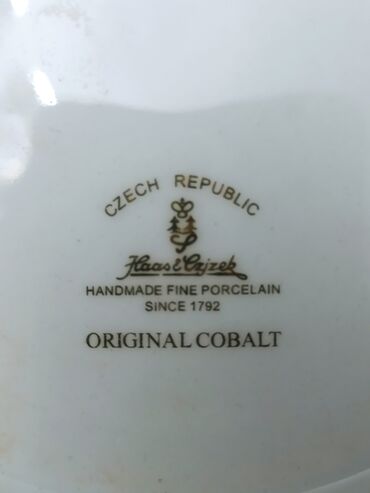 CZECH REPUBLIC
Haas & Czjzek
HANDMADE FINE PORCELAIN
SINCE 1792
ORIGINAL COBALT